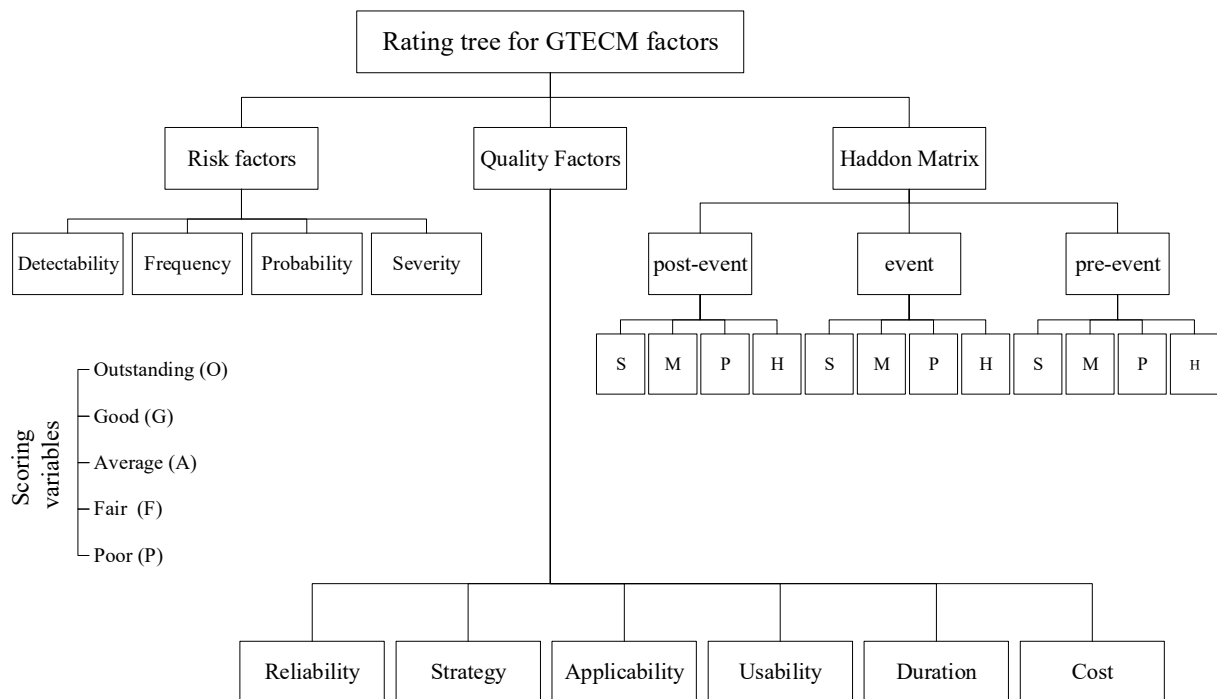 Rating tree for GTECM factors
Risk factors
Quality Factors
Haddon Matrix
Detectability
Frequency
Probability
Severity
post-event
event
pre-event
S
M
P
H
S
M
P
H
S
M
P
H
Scoring
variables
Outstanding (O)
Good (G)
Average (A)
Fair (F)
Poor (P)
Reliability
Strategy
Applicability
Usability
Duration
Cost